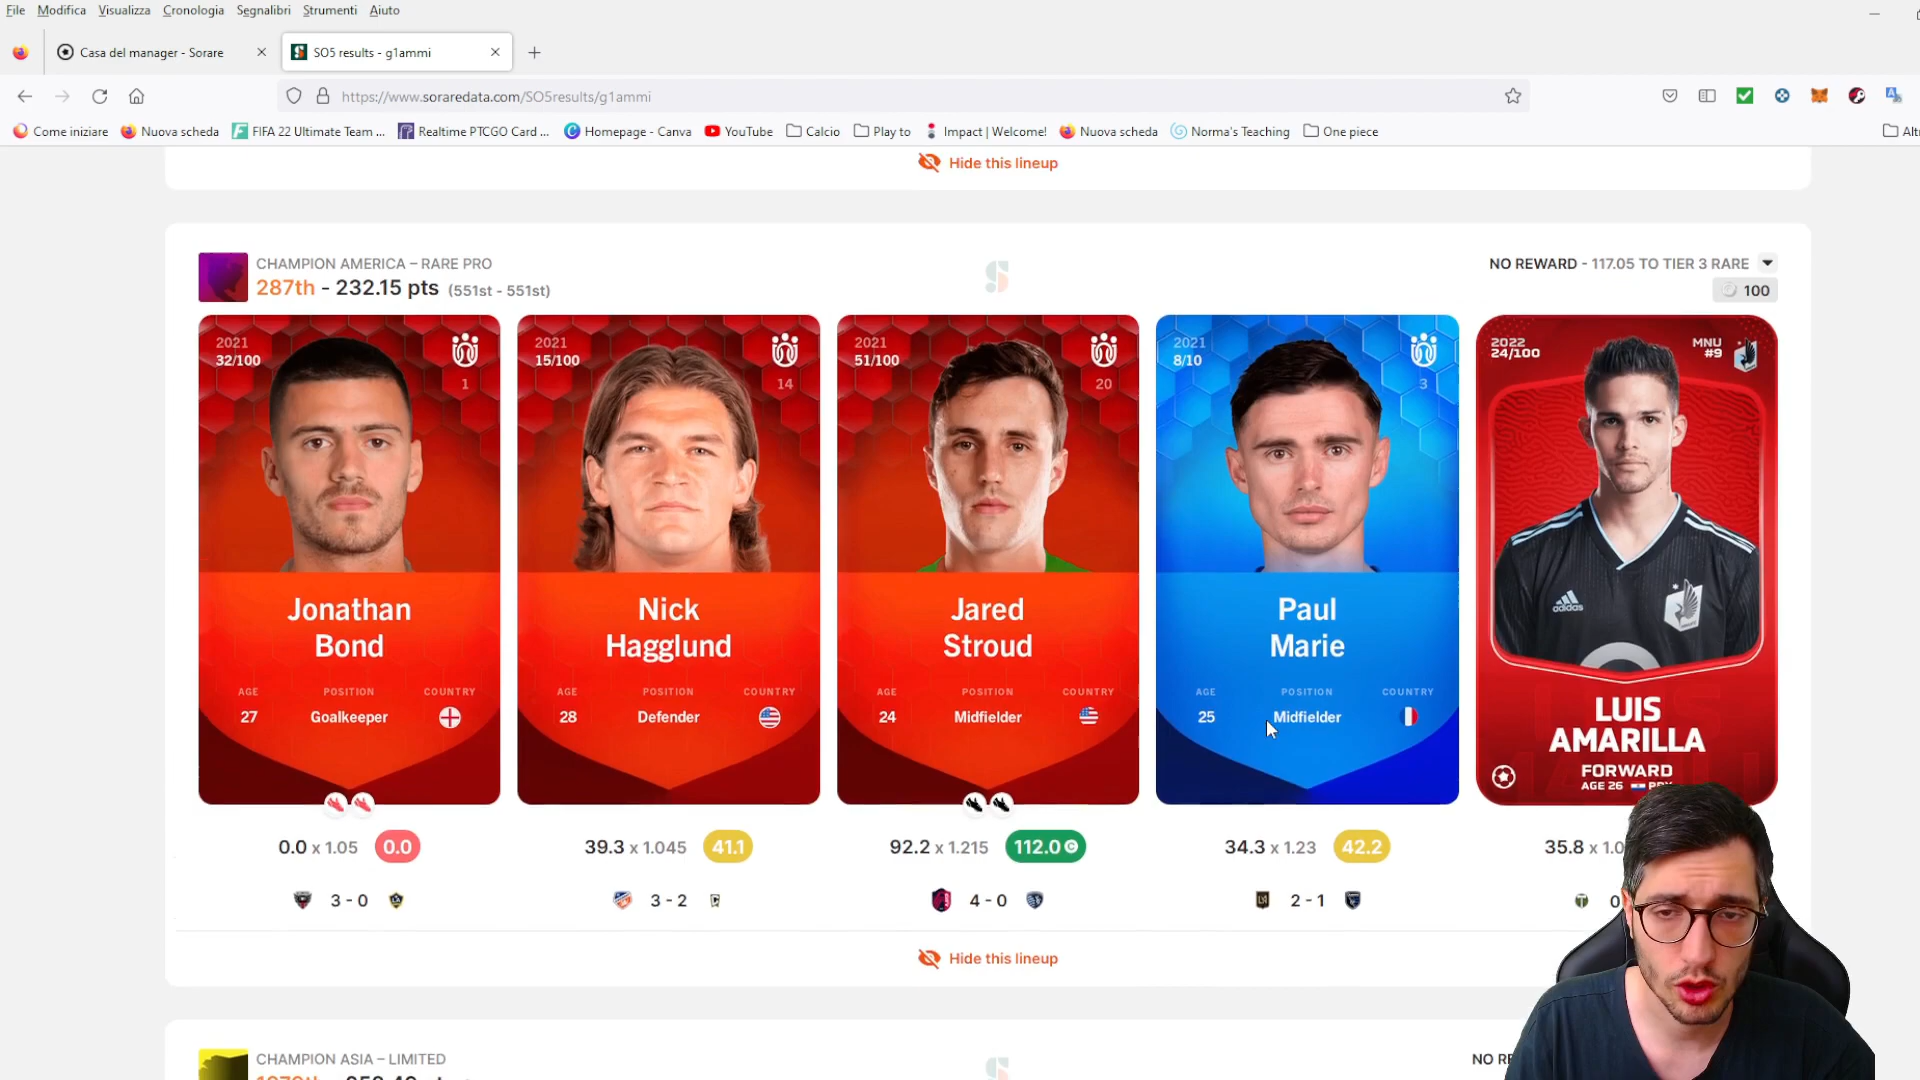 File Modifica Visualizza Cronologia Segnalibri Strumenti Aiuto
Casa del manager - Sorare
SO5 results - g1ammi
https://www.soraredata.com/SO5results/g1ammi
Come iniziare
Nuova scheda
FIFA 22 Ultimate Team ...
Realtime PTCGO Card ...
Homepage - Canva
YouTube
Calcio
Play to
Impact | Welcome!
Nuova scheda
Norma's Teaching
One piece
Hide this lineup
CHAMPION AMERICA – RARE PRO
287th - 232.15 pts (551st - 551st)
NO REWARD - 117.05 TO TIER 3 RARE
100
2021
32/100
1
Jonathan
Bond
AGE POSITION COUNTRY
27 Goalkeeper
0.0 x 1.05 0.0
3 - 0
2021
15/100
14
Nick
Hagglund
AGE POSITION COUNTRY
28 Defender
39.3 x 1.045 41.1
3 - 2
2021
51/100
20
Jared
Stroud
AGE POSITION COUNTRY
24 Midfielder
92.2 x 1.215 112.0 C
4 - 0
2021
8/10
3
Paul
Marie
AGE POSITION COUNTRY
25 Midfielder
34.3 x 1.23 42.2
2 - 1
2022
24/100
MNU
#9
adidas
LUIS
AMARILLA
FORWARD
AGE 26
35.8 x 1.0
0
Hide this lineup
CHAMPION ASIA – LIMITED
NO RE